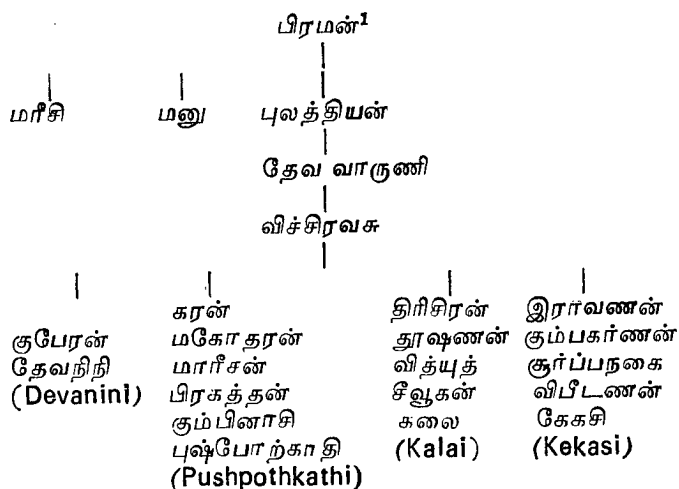 பிரமன்¹
மரீசி மனு புலத்தியன்
தேவ வாருணி
விச்சிரவசு
குபேரன்
தேவநிநி
(Devanini)
கரன்
மகோதரன்
மாரீசன்
பிரகத்தன்
கும்பினாசி
புஷ்போற்காதி
(Pushpothkathi)
திரிசிரன்
தூஷணன்
வித்யுத்
சீவூகன்
கலை
(Kalai)
இராவணன்
கும்பகர்ணன்
சூர்ப்பநகை
விபீடணன்
கேகசி
(Kekasi)